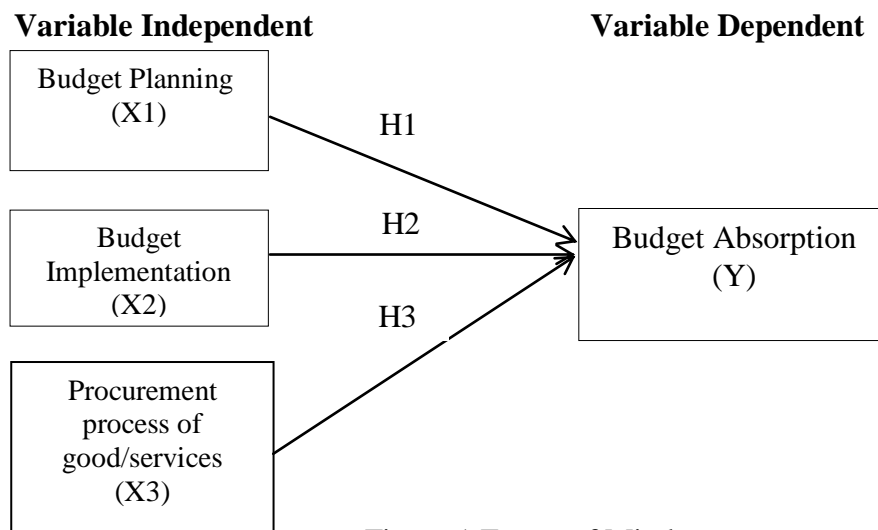 Variable Independent
Variable Dependent
Budget Planning
(X1)
H1
Budget
Implementation
(X2)
H2
Budget Absorption
(Y)
H3
Procurement
process of
good/services
(X3)